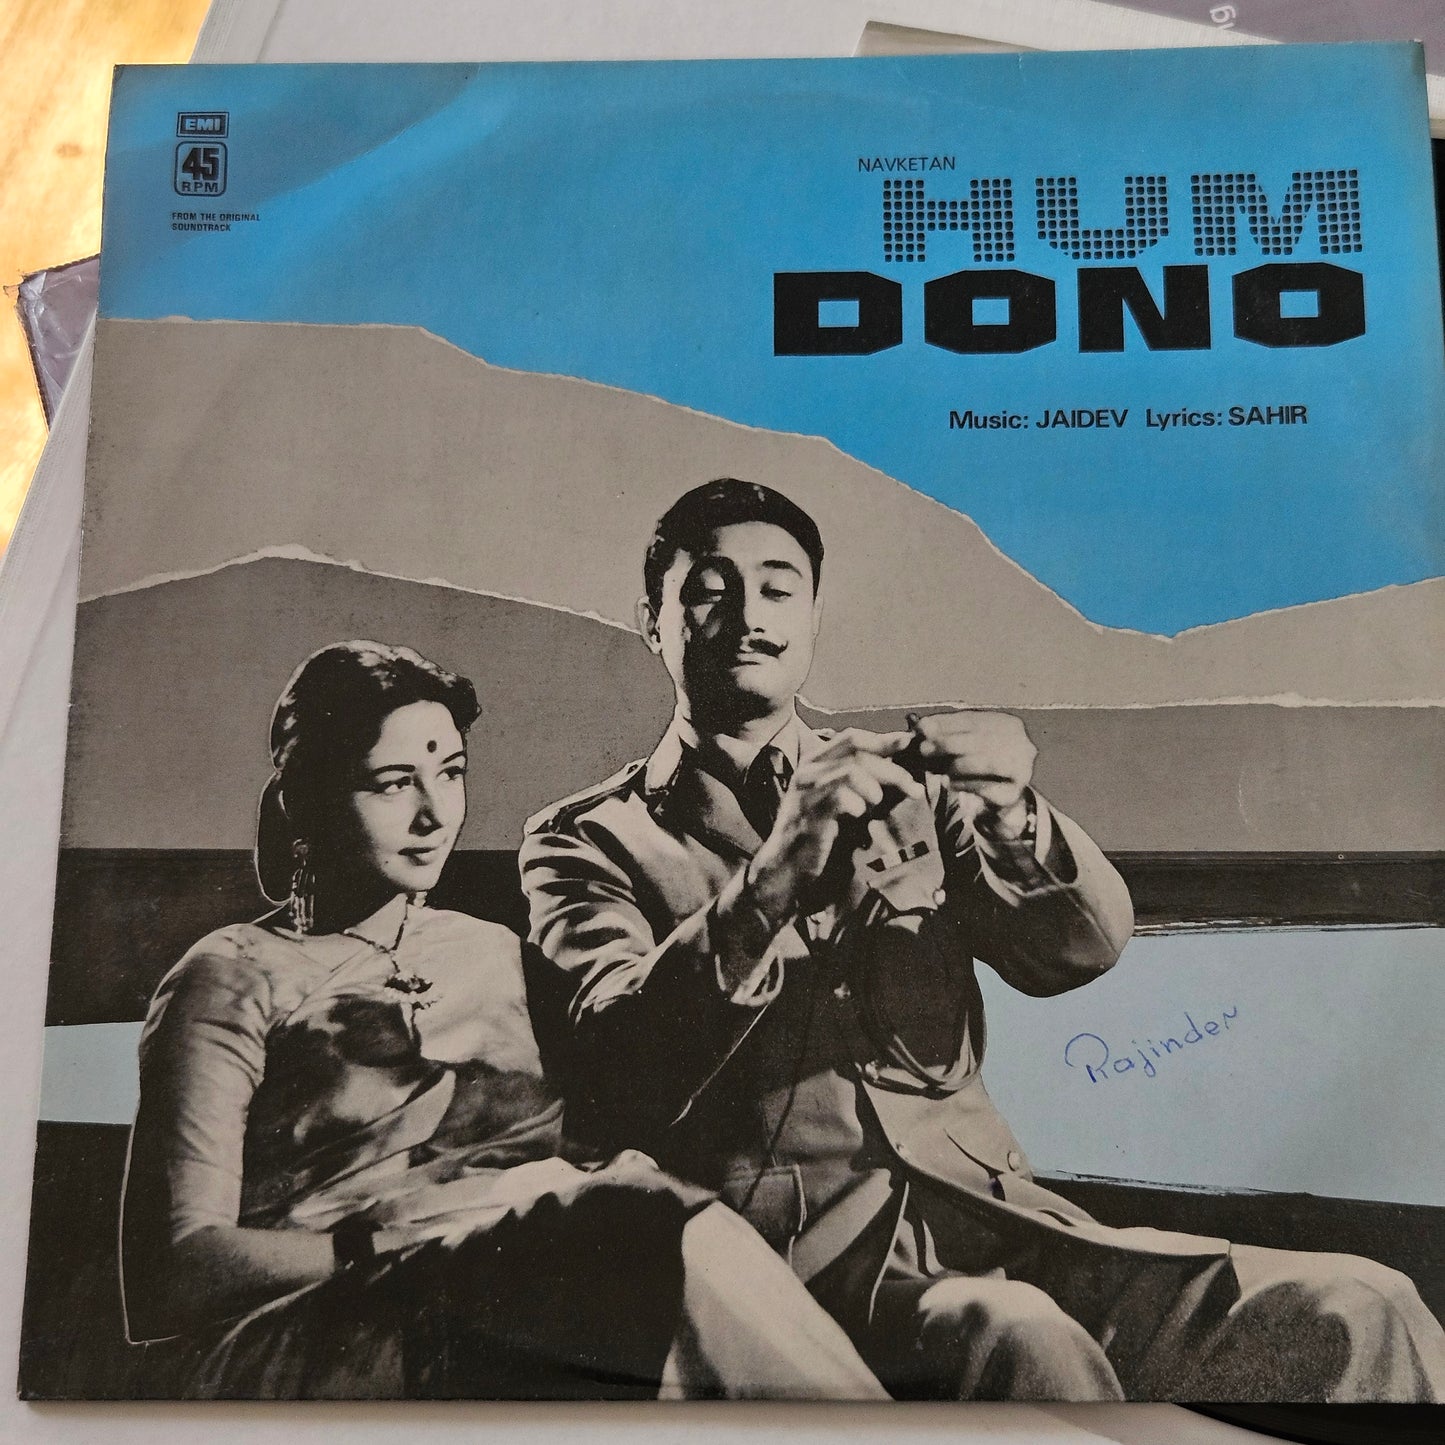 EMI
45
RPM
FROM THE ORIGINAL
SOUNDTRACK
NAVKETAN
HUM
DONO
Music: JAIDEV Lyrics: SAHIR
Rajinder